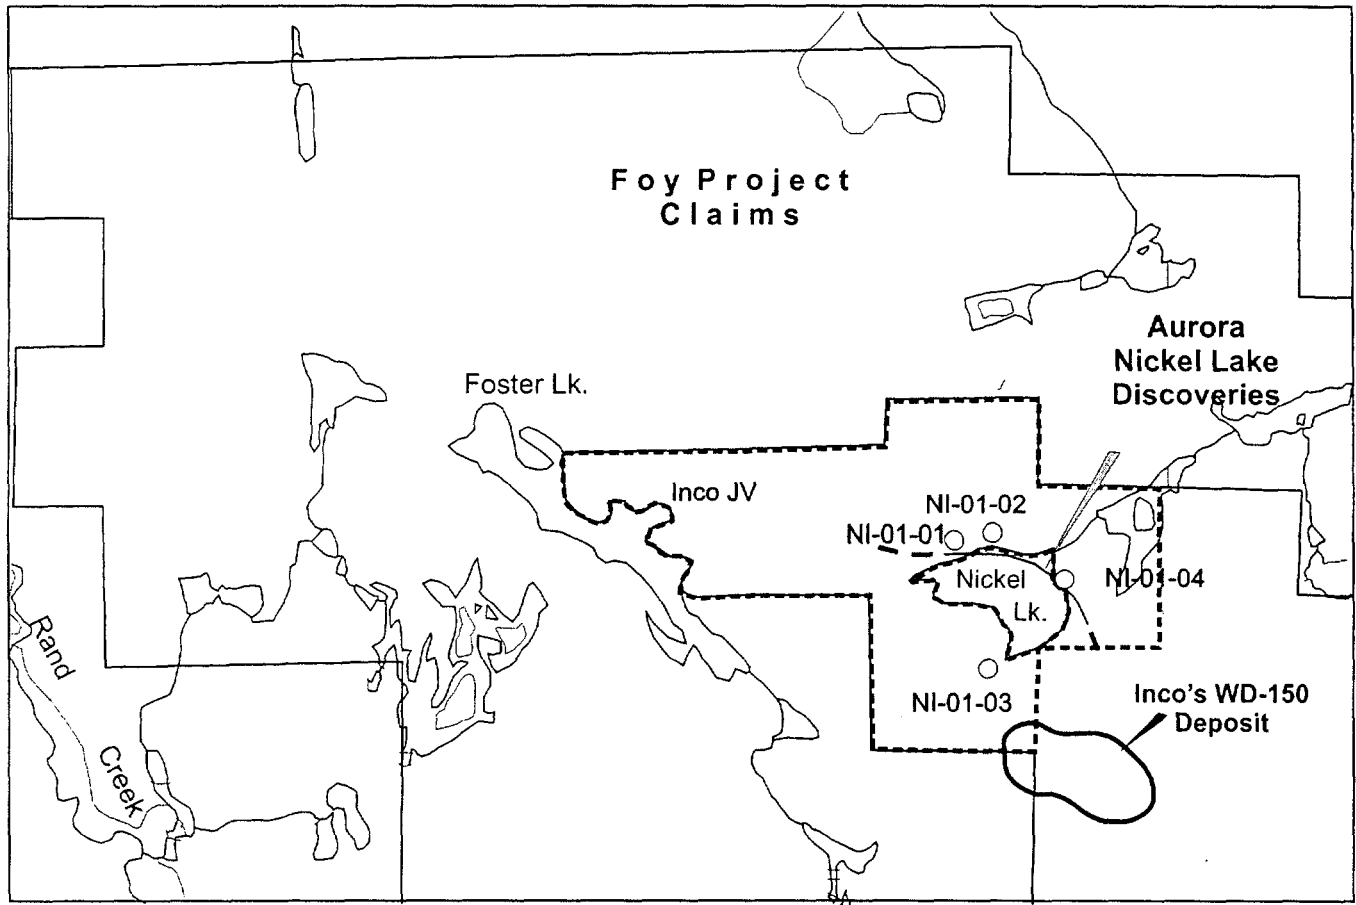 Foy Project
Claims
Aurora
Nickel Lake
Discoveries
Foster Lk.
Inco JV
NI-01-02
NI-01-01
Nickel
Lk.
NI-01-04
Rand
Creek
NI-01-03
Inco's WD-150
Deposit